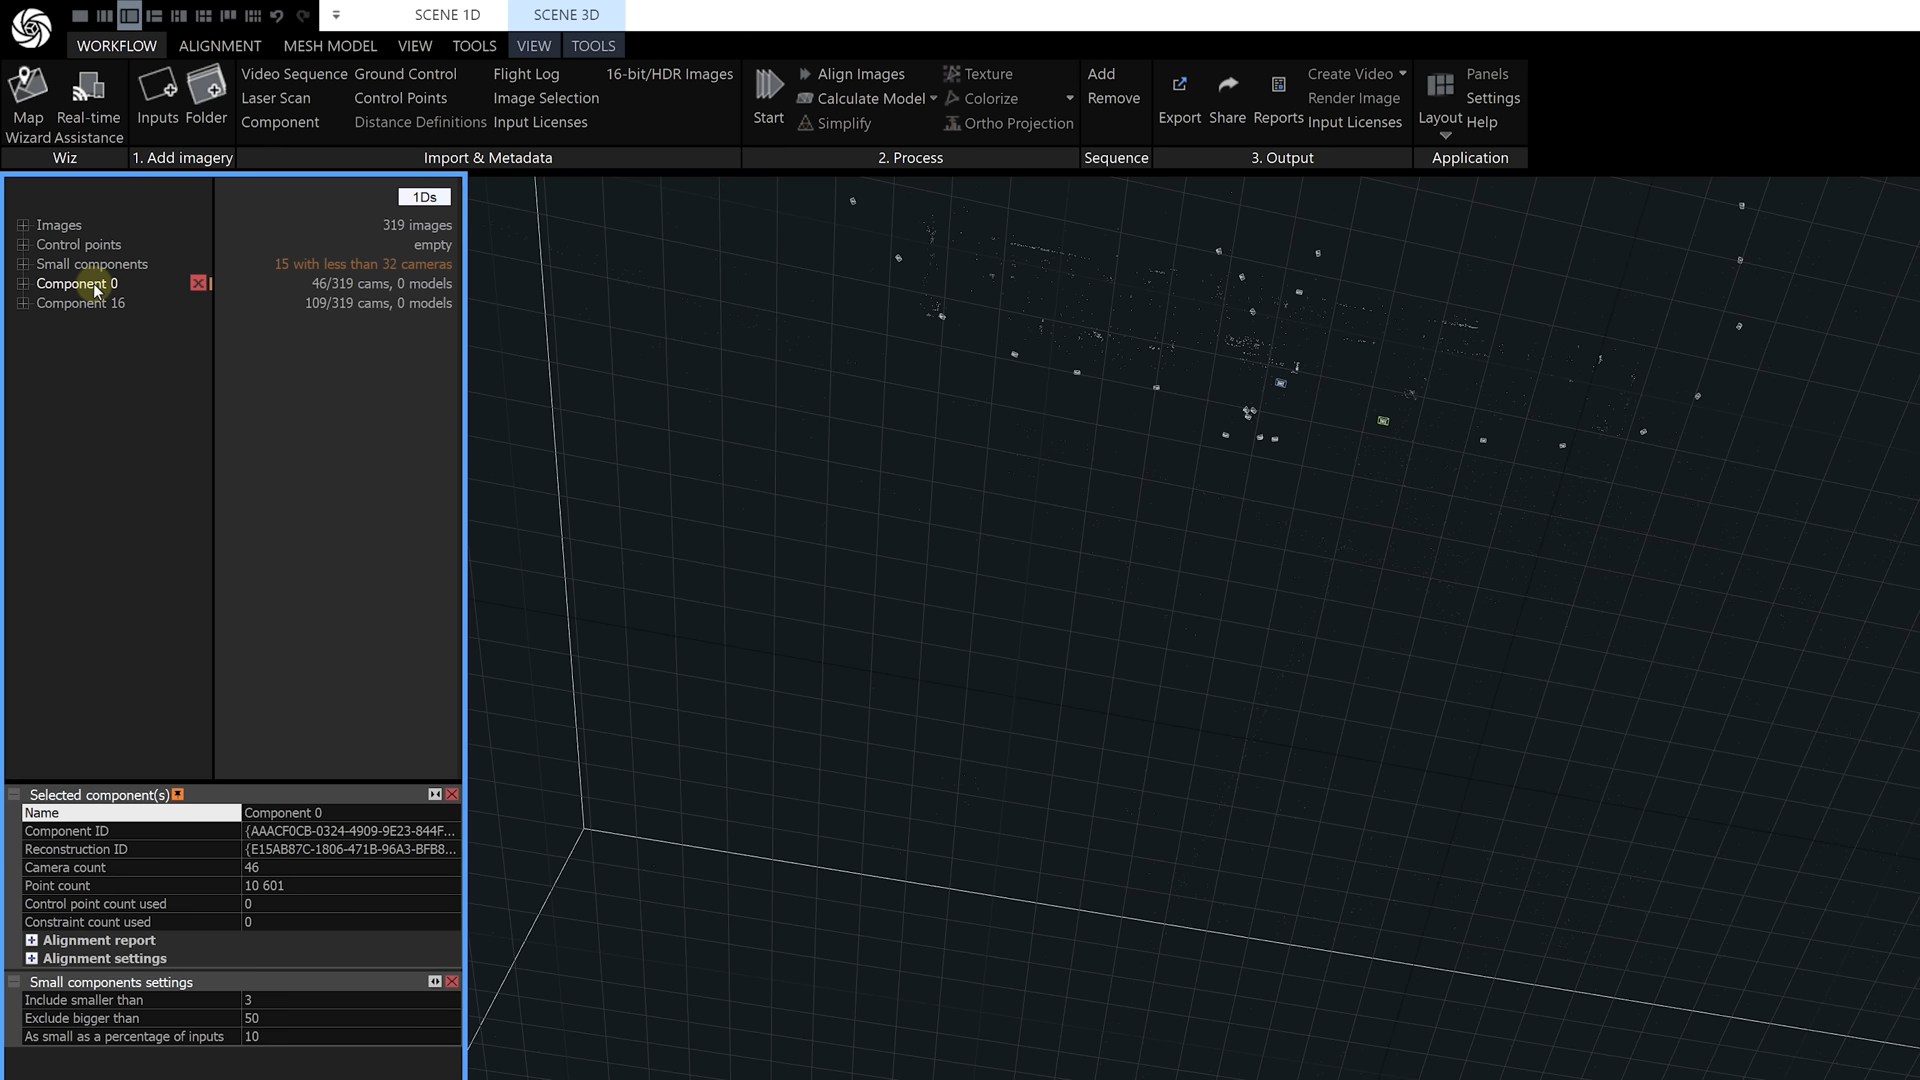 SCENE 1D
SCENE 3D
WORKFLOW
ALIGNMENT
MESH MODEL
VIEW
TOOLS
VIEW
TOOLS
Map Wizard
Real-time Assistance
Wiz
Inputs
Folder
1. Add imagery
Video Sequence
Laser Scan
Component
Ground Control
Control Points
Distance Definitions
Flight Log
Image Selection
Input Licenses
16-bit/HDR Images
Import & Metadata
Start
Align Images
Calculate Model
Simplify
Texture
Colorize
Ortho Projection
2. Process
Add
Remove
Sequence
Export
Share
Reports
Create Video
Render Image
Input Licenses
3. Output
Layout
Panels
Settings
Help
Application
1Ds
Images 319 images
Control points empty
Small components 15 with less than 32 cameras
Component 0 46/319 cams, 0 models
Component 16 109/319 cams, 0 models
Selected component(s)
Name Component 0
Component ID {AAACF0CB-0324-4909-9E23-844F...
Reconstruction ID {E15AB87C-1806-471B-96A3-BFB8...
Camera count 46
Point count 10 601
Control point count used 0
Constraint count used 0
Alignment report
Alignment settings
Small components settings
Include smaller than 3
Exclude bigger than 50
As small as a percentage of inputs 10